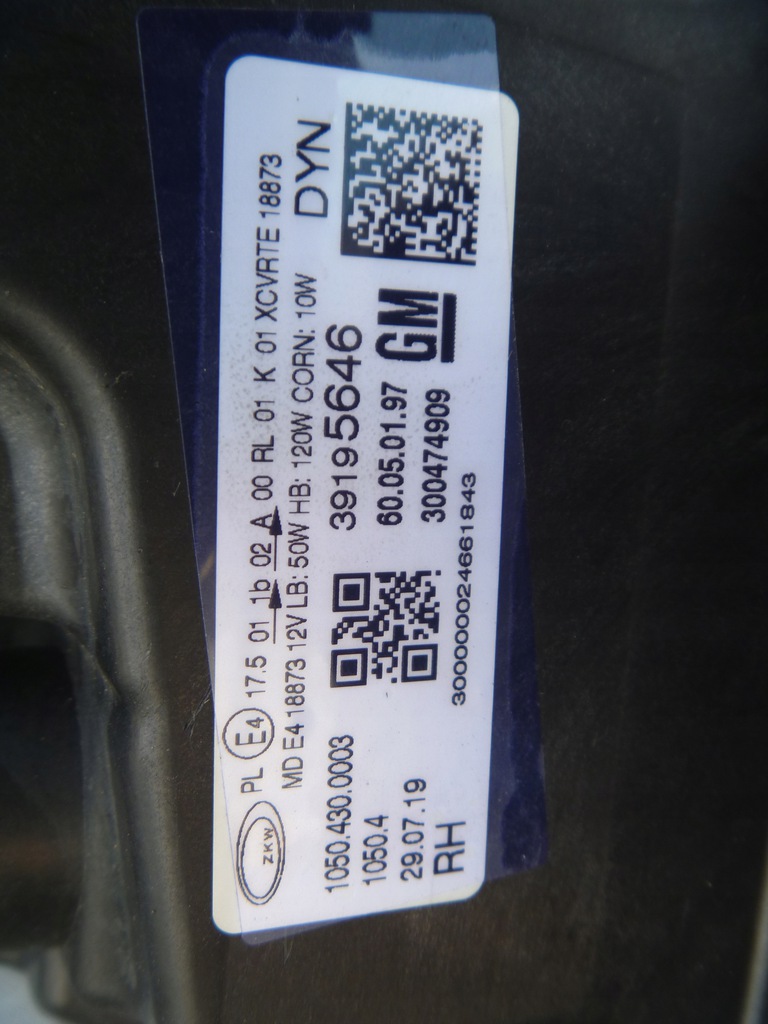 ZKW PL E4 17.5 01 1b 02 A 00 RL 01 K 01 XCVRTE 18873
MD E4 18873 12V LB: 50W HB: 120W CORN: 10W
DYN
1050.430.0003
1050.4
29.07.19
RH
39195646
60.05.01.97
300474909
GM
3000000024661843